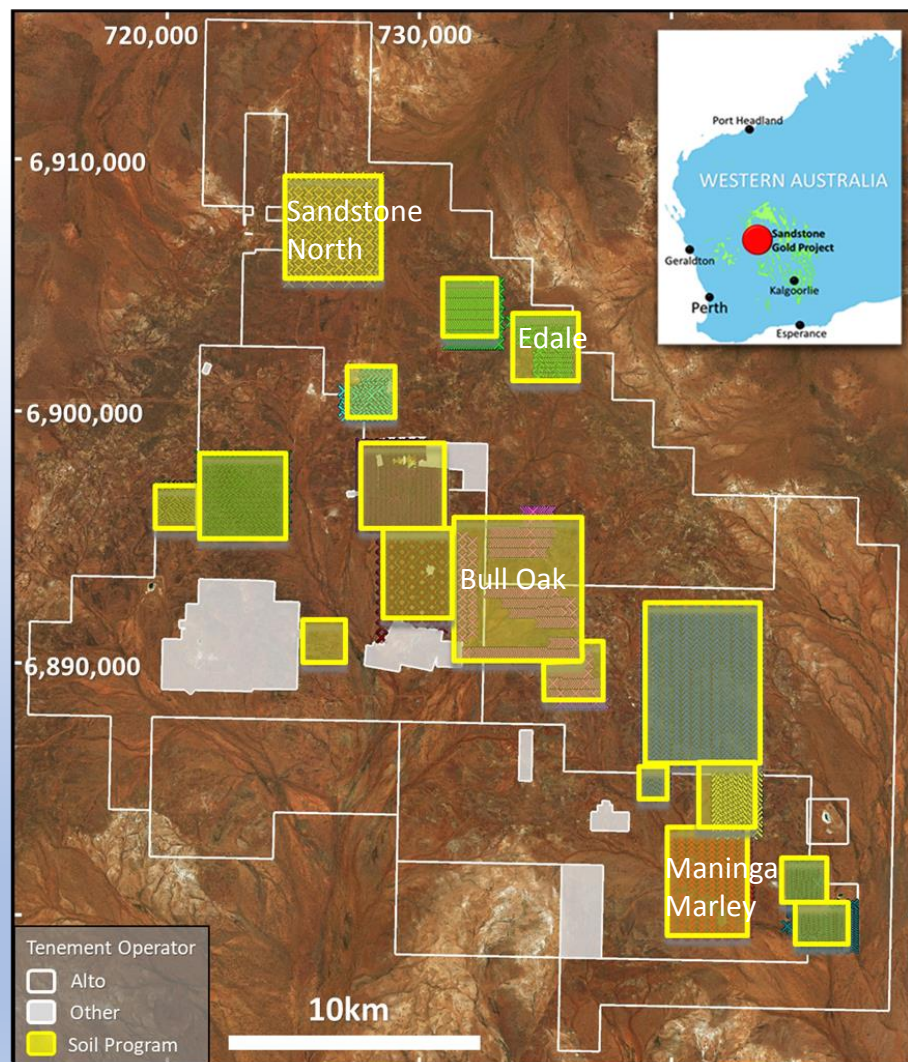 720,000
730,000
6,910,000
6,900,000
6,890,000
Sandstone
North
Edale
Bull Oak
Maninga
Marley
Port Headland
WESTERN AUSTRALIA
Sandstone
Gold Project
Geraldton
Kalgoorlie
Perth
Esperance
Tenement Operator
Alto
Other
Soil Program
10km